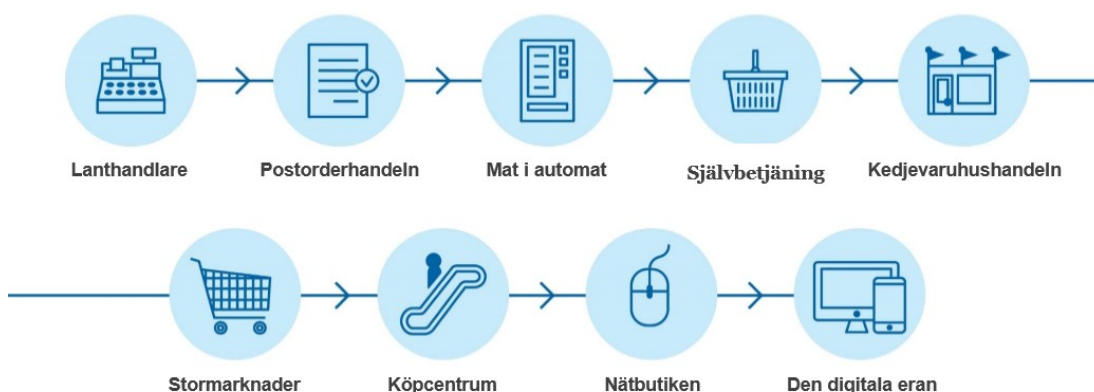 Lanthandlare
Postorderhandeln
Mat i automat
Självbetjäning
Kedjevaruhushandeln
Stormarknader
Köpcentrum
Nätbutiken
Den digitala eran